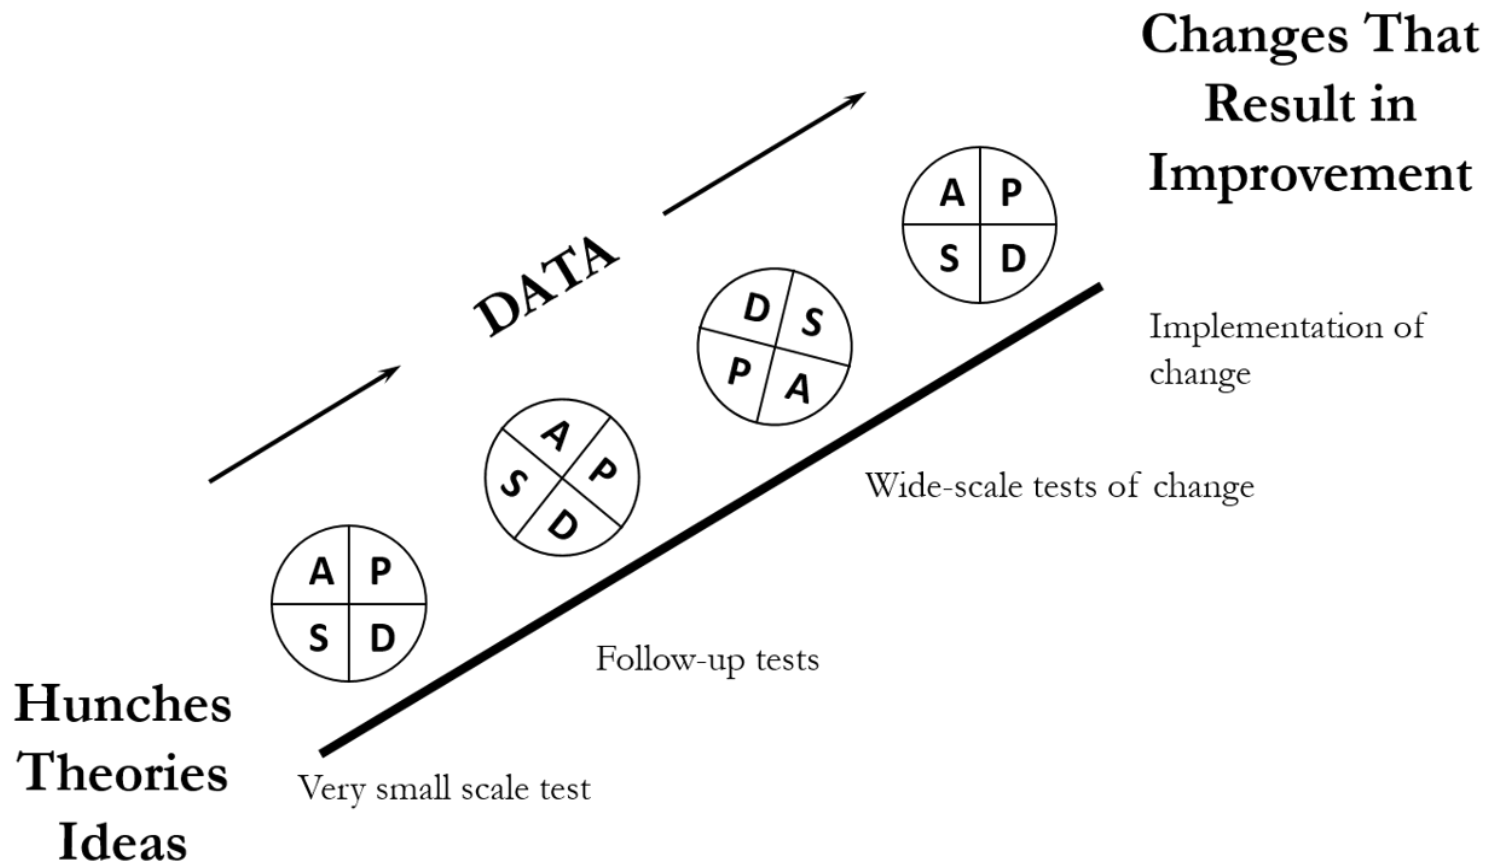 Changes That
Result in
Improvement
DATA
A P
S D
D S
P A
A
S P
D
A P
S D
Implementation of
change
Wide-scale tests of change
Follow-up tests
Very small scale test
Hunches
Theories
Ideas